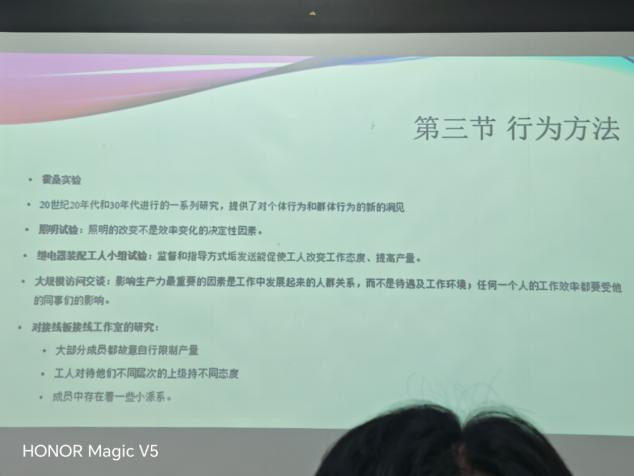 第三节 行为方法
霍桑实验
20世纪20年代和30年代进行的一系列研究，提供了对个体行为和群体行为的新的洞见
照明试验：照明的改变不是效率变化的决定性因素。
继电器装配工人小组试验：监督和指导方式垢发送能促使工人改变工作态度、提高产量。
大规模访问交谈：影响生产力最重要的因素是工作中发展起来的人群关系，而不是待遇及工作环境；任何一个人的工作效率都要受他
的同事们的影响。
对接线板接线工作室的研究：
大部分成员都故意自行限制产量
工人对待他们不同层次的上级持不同态度
成员中存在着一些小派系。
HONOR Magic V5